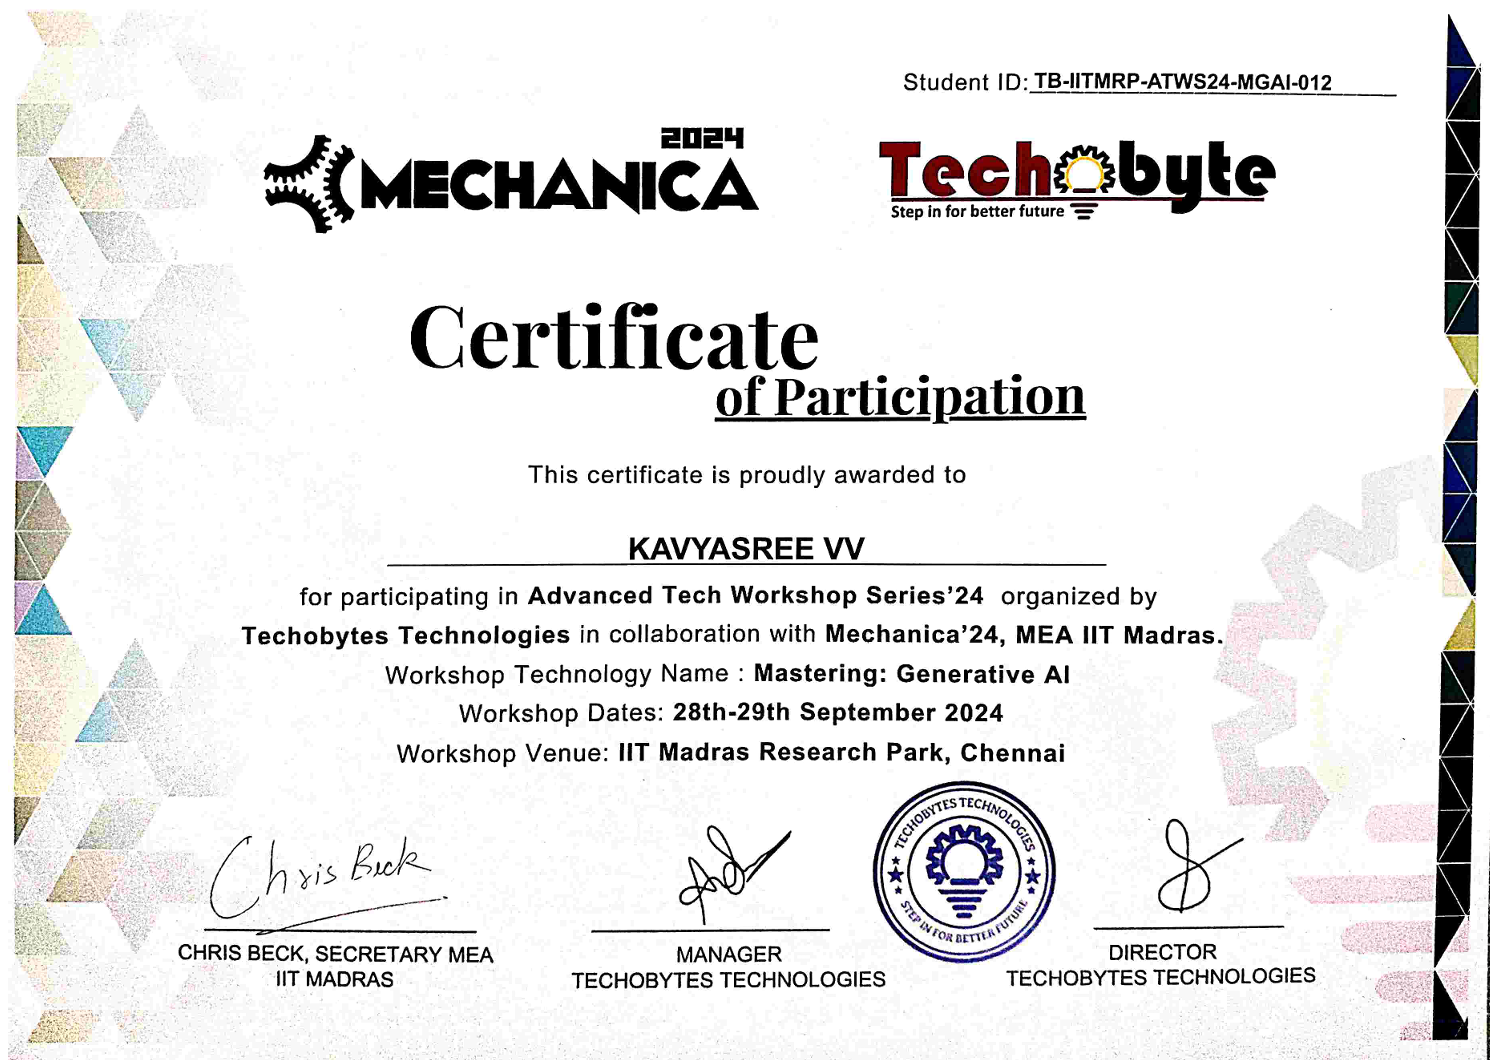 Student ID: TB-IITMRP-ATWS24-MGAI-012
2024
MECHANICA
Techobyte
Step in for better future
Certificate
of Participation
This certificate is proudly awarded to
KAVYASREE VV
for participating in Advanced Tech Workshop Series’24 organized by
Techobytes Technologies in collaboration with Mechanica’24, MEA IIT Madras.
Workshop Technology Name : Mastering: Generative AI
Workshop Dates: 28th-29th September 2024
Workshop Venue: IIT Madras Research Park, Chennai
TECHOBYTES TECHNOLOGIES
STEP IN FOR BETTER FUTURE
Chris Beck
CHRIS BECK, SECRETARY MEA
IIT MADRAS
MANAGER
TECHOBYTES TECHNOLOGIES
DIRECTOR
TECHOBYTES TECHNOLOGIES